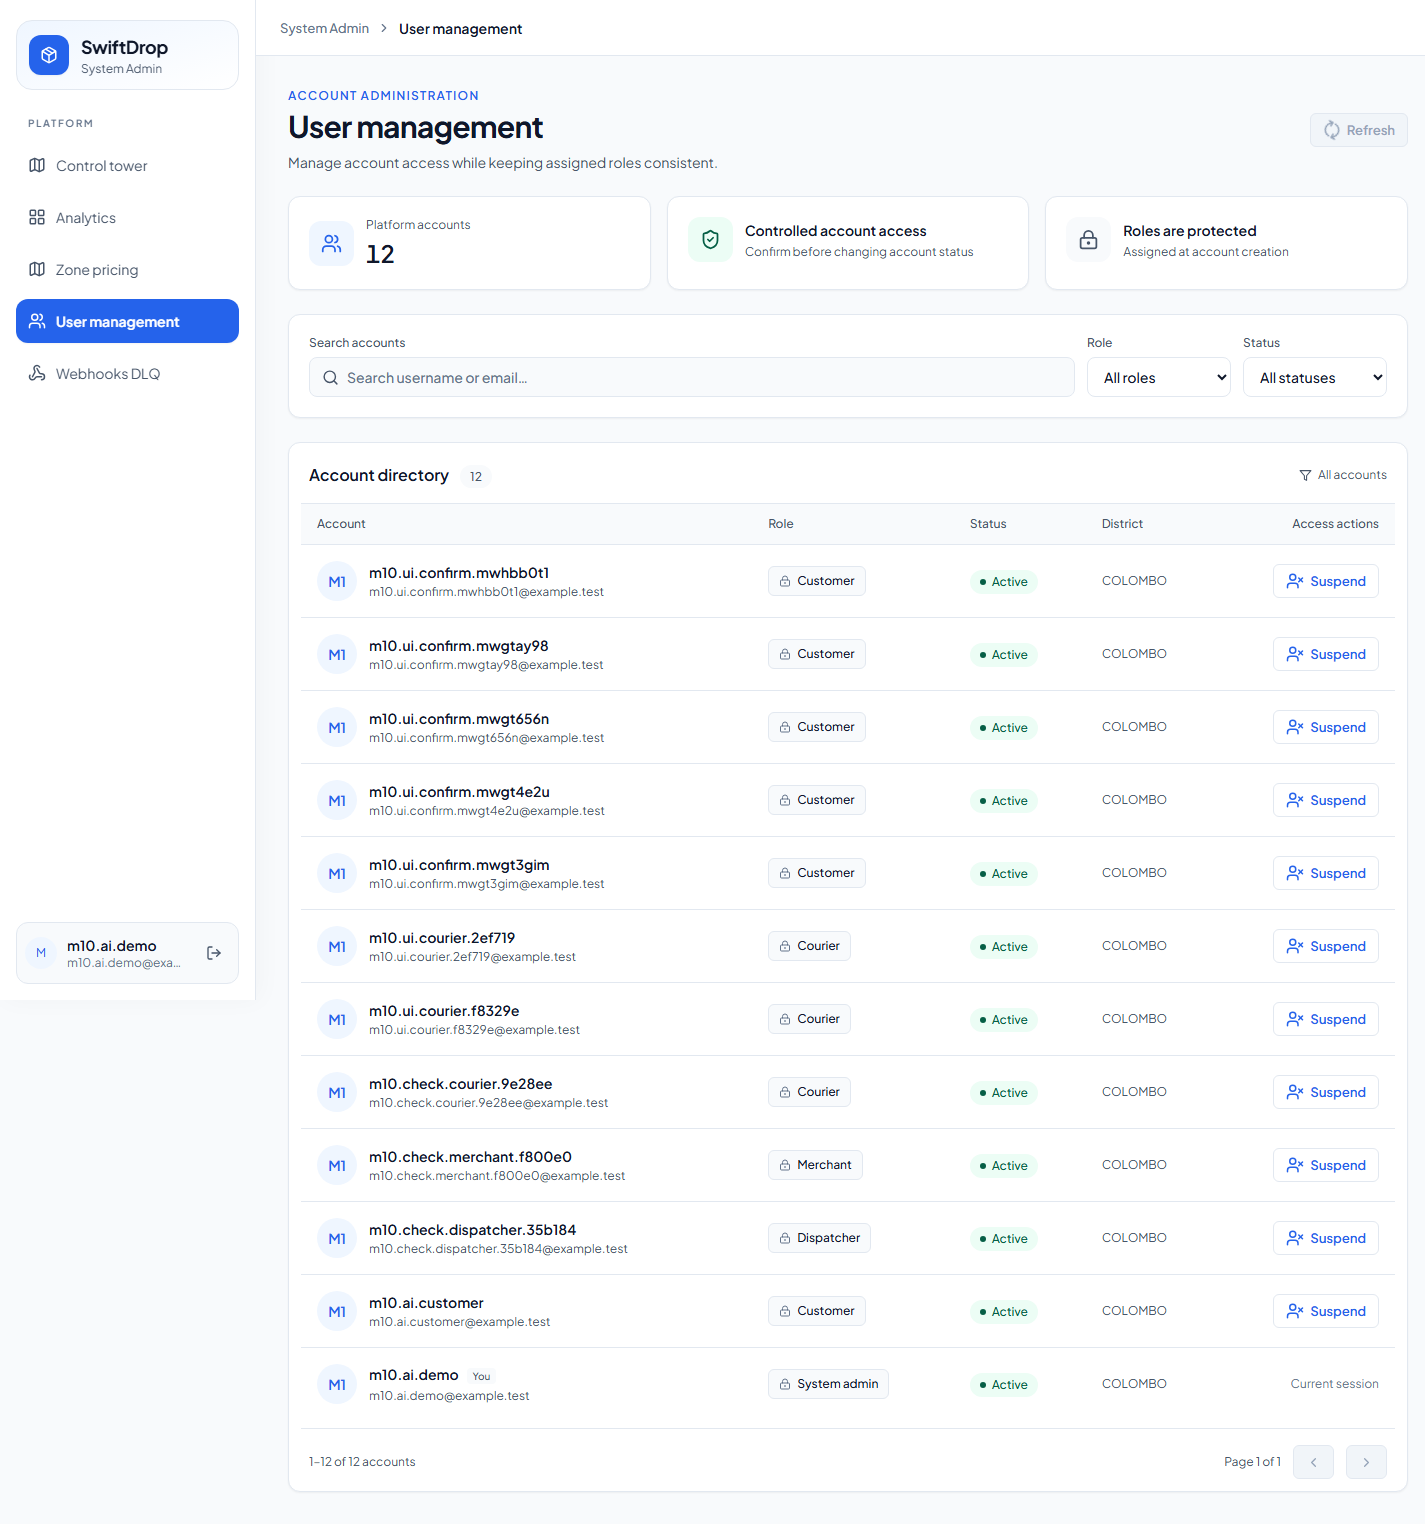 SwiftDrop
System Admin
PLATFORM
Control tower
Analytics
Zone pricing
User management
Webhooks DLQ
M
m10.ai.demo
m10.ai.demo@exa...
System Admin > User management
ACCOUNT ADMINISTRATION
User management
Manage account access while keeping assigned roles consistent.
Refresh
Platform accounts
12
Controlled account access
Confirm before changing account status
Roles are protected
Assigned at account creation
Search accounts
Search username or email...
Role
All roles
Status
All statuses
Account directory 12
All accounts
Account Role Status District Access actions
M1 m10.ui.confirm.mwhbb0t1 Customer Active COLOMBO Suspend
m10.ui.confirm.mwhbb0t1@example.test
M1 m10.ui.confirm.mwgtay98 Customer Active COLOMBO Suspend
m10.ui.confirm.mwgtay98@example.test
M1 m10.ui.confirm.mwgt656n Customer Active COLOMBO Suspend
m10.ui.confirm.mwgt656n@example.test
M1 m10.ui.confirm.mwgt4e2u Customer Active COLOMBO Suspend
m10.ui.confirm.mwgt4e2u@example.test
M1 m10.ui.confirm.mwgt3gim Customer Active COLOMBO Suspend
m10.ui.confirm.mwgt3gim@example.test
M1 m10.ui.courier.2ef719 Courier Active COLOMBO Suspend
m10.ui.courier.2ef719@example.test
M1 m10.ui.courier.f8329e Courier Active COLOMBO Suspend
m10.ui.courier.f8329e@example.test
M1 m10.check.courier.9e28ee Courier Active COLOMBO Suspend
m10.check.courier.9e28ee@example.test
M1 m10.check.merchant.f800e0 Merchant Active COLOMBO Suspend
m10.check.merchant.f800e0@example.test
M1 m10.check.dispatcher.35b184 Dispatcher Active COLOMBO Suspend
m10.check.dispatcher.35b184@example.test
M1 m10.ai.customer Customer Active COLOMBO Suspend
m10.ai.customer@example.test
M1 m10.ai.demo You System admin Active COLOMBO Current session
m10.ai.demo@example.test
1–12 of 12 accounts
Page 1 of 1